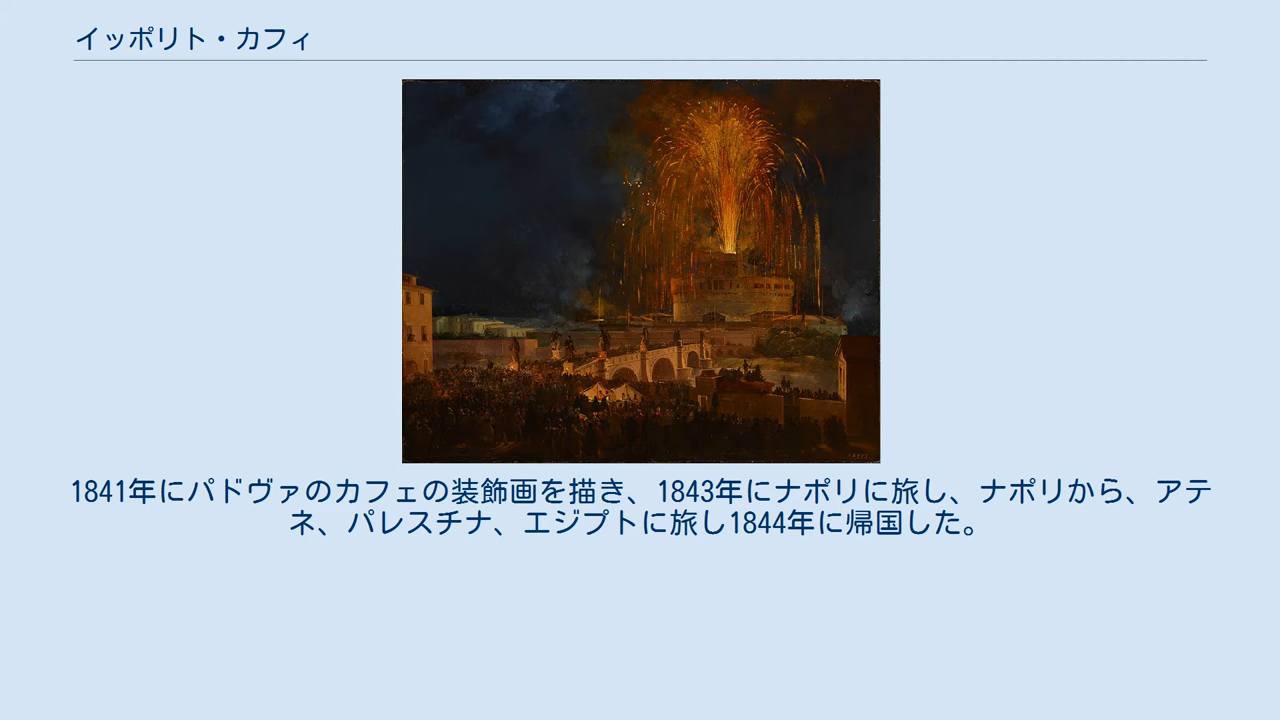 イッポリト・カフィ
1841年にパドヴァのカフェの装飾画を描き、1843年にナポリに旅し、ナポリから、アテ
ネ、パレスチナ、エジプトに旅し1844年に帰国した。